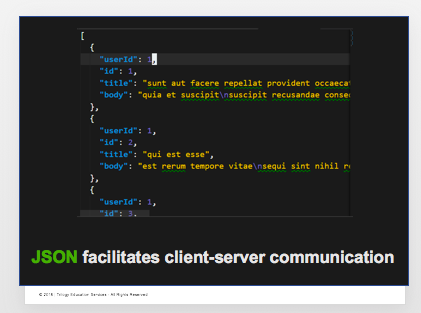 [
{
"userId": 1,
"id": 1,
"title": "sunt aut facere repellat provident occaecat
"body": "quia et suscipit\nsuscipit recusandae consec
},
{
"userId": 1,
"id": 2,
"title": "qui est esse",
"body": "est rerum tempore vitae\nsequi sint nihil re
},
{
"userId": 1,
"id": 3,
JSON facilitates client-server communication
Trilogy Education Services - All Rights Reserved